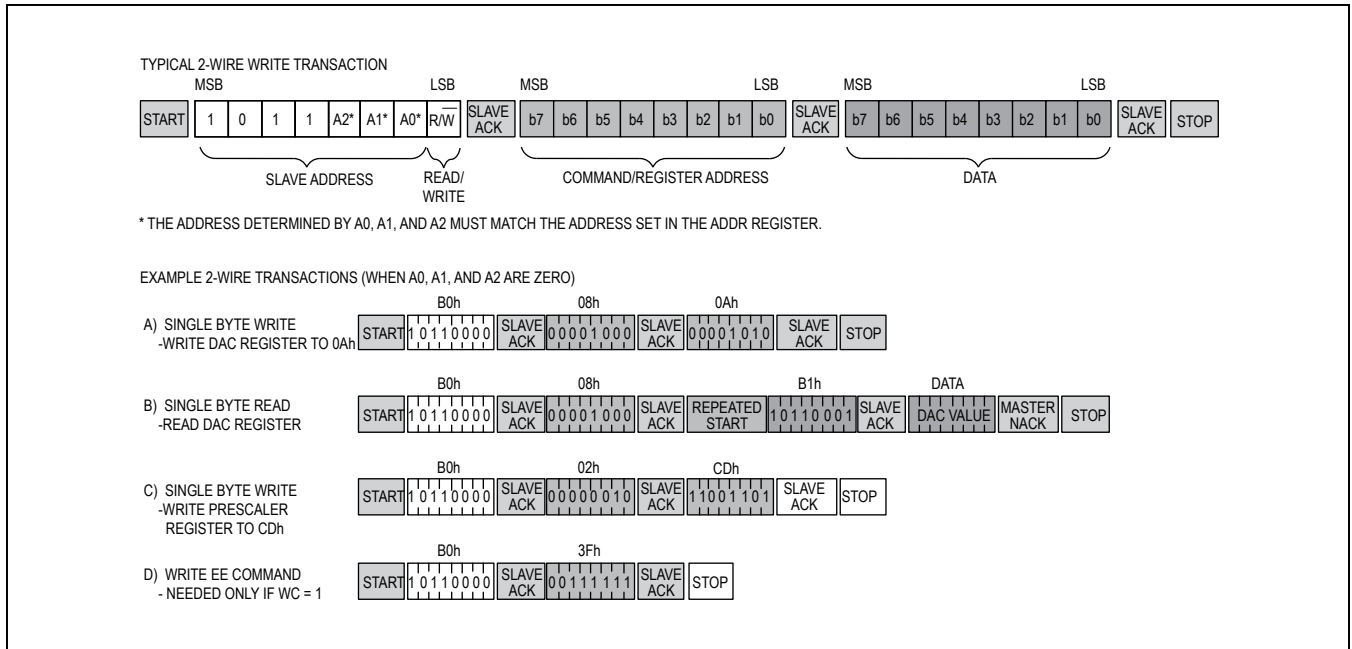 TYPICAL 2-WIRE WRITE TRANSACTION
MSB LSB MSB LSB MSB LSB
START 1 0 1 1 A2* A1* A0* R/W̅ SLAVE ACK b7 b6 b5 b4 b3 b2 b1 b0 SLAVE ACK b7 b6 b5 b4 b3 b2 b1 b0 SLAVE ACK STOP
SLAVE ADDRESS READ/WRITE COMMAND/REGISTER ADDRESS DATA
* THE ADDRESS DETERMINED BY A0, A1, AND A2 MUST MATCH THE ADDRESS SET IN THE ADDR REGISTER.
EXAMPLE 2-WIRE TRANSACTIONS (WHEN A0, A1, AND A2 ARE ZERO)
B0h 08h 0Ah
A) SINGLE BYTE WRITE
-WRITE DAC REGISTER TO 0Ah
START 1 0 1 1 0 0 0 0 SLAVE ACK 0 0 0 0 1 0 0 0 SLAVE ACK 0 0 0 0 1 0 1 0 SLAVE ACK STOP
B0h 08h B1h DATA
B) SINGLE BYTE READ
-READ DAC REGISTER
START 1 0 1 1 0 0 0 0 SLAVE ACK 0 0 0 0 1 0 0 0 SLAVE ACK REPEATED START 1 0 1 1 0 0 0 1 SLAVE ACK DAC VALUE MASTER NACK STOP
B0h 02h CDh
C) SINGLE BYTE WRITE
-WRITE PRESCALER
REGISTER TO CDh
START 1 0 1 1 0 0 0 0 SLAVE ACK 0 0 0 0 0 0 1 0 SLAVE ACK 1 1 0 0 1 1 0 1 SLAVE ACK STOP
B0h 3Fh
D) WRITE EE COMMAND
- NEEDED ONLY IF WC = 1
START 1 0 1 1 0 0 0 0 SLAVE ACK 0 0 1 1 1 1 1 1 SLAVE ACK STOP